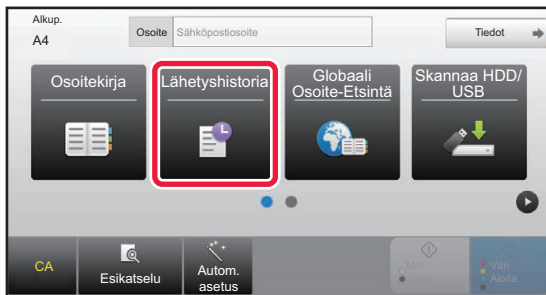 Alkup.
A4
Osoite Sähköpostiosoite
Tiedot
Osoitekirja
Lähetyshistoria
Globaali
Osoite-Etsintä
Skannaa HDD/
USB
CA
Esikatselu
Autom.
asetus
M/V
Väri
Aloita